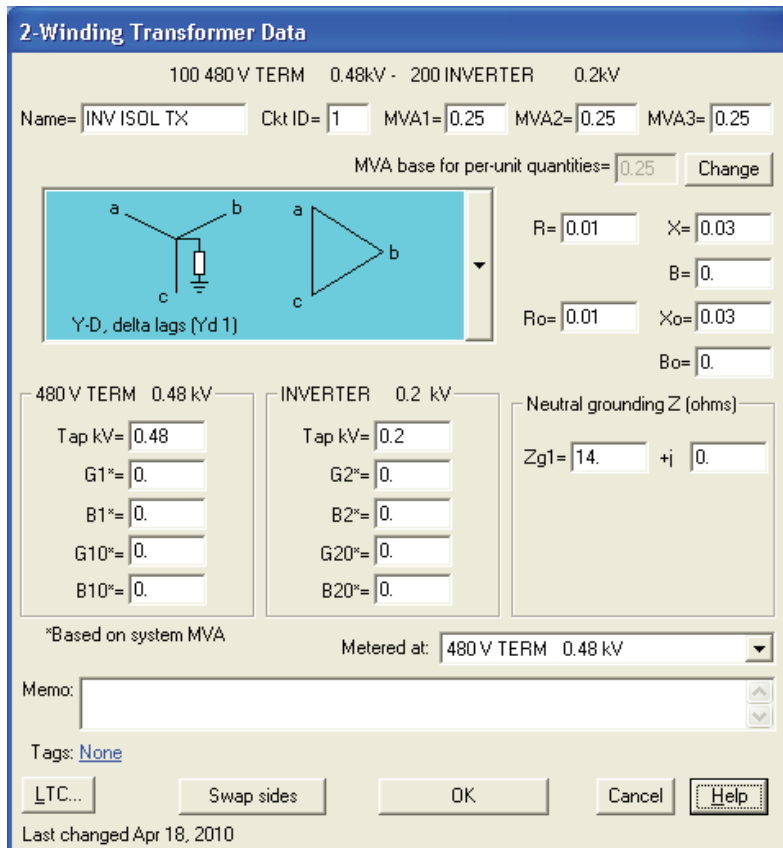 2-Winding Transformer Data
100 480 V TERM 0.48kV - 200 INVERTER 0.2kV
Name= INV ISOL TX Ckt ID= 1 MVA1= 0.25 MVA2= 0.25 MVA3= 0.25
MVA base for per-unit quantities= 0.25 Change
a b a b c c
Y-D, delta lags (Yd 1)
R= 0.01 X= 0.03
B= 0.
Ro= 0.01 Xo= 0.03
Bo= 0.
480 V TERM 0.48 kV
Tap kV= 0.48
G1*= 0.
B1*= 0.
G10*= 0.
B10*= 0.
INVERTER 0.2 kV
Tap kV= 0.2
G2*= 0.
B2*= 0.
G20*= 0.
B20*= 0.
Neutral grounding Z (ohms)
Zg1= 14. +j 0.
*Based on system MVA
Metered at: 480 V TERM 0.48 kV
Memo:
Tags: None
LTC... Swap sides OK Cancel Help
Last changed Apr 18, 2010